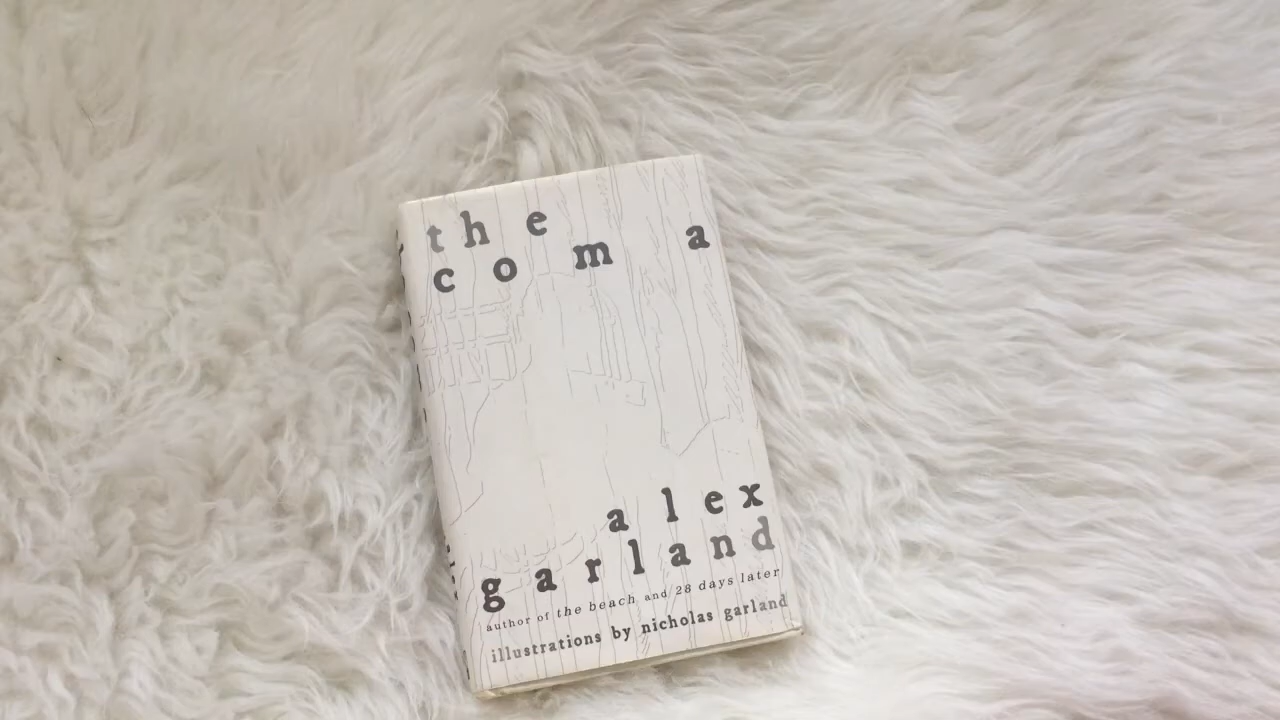 the
com a
alex
garland
author of the beach and 28 days later
illustrations by nicholas garland